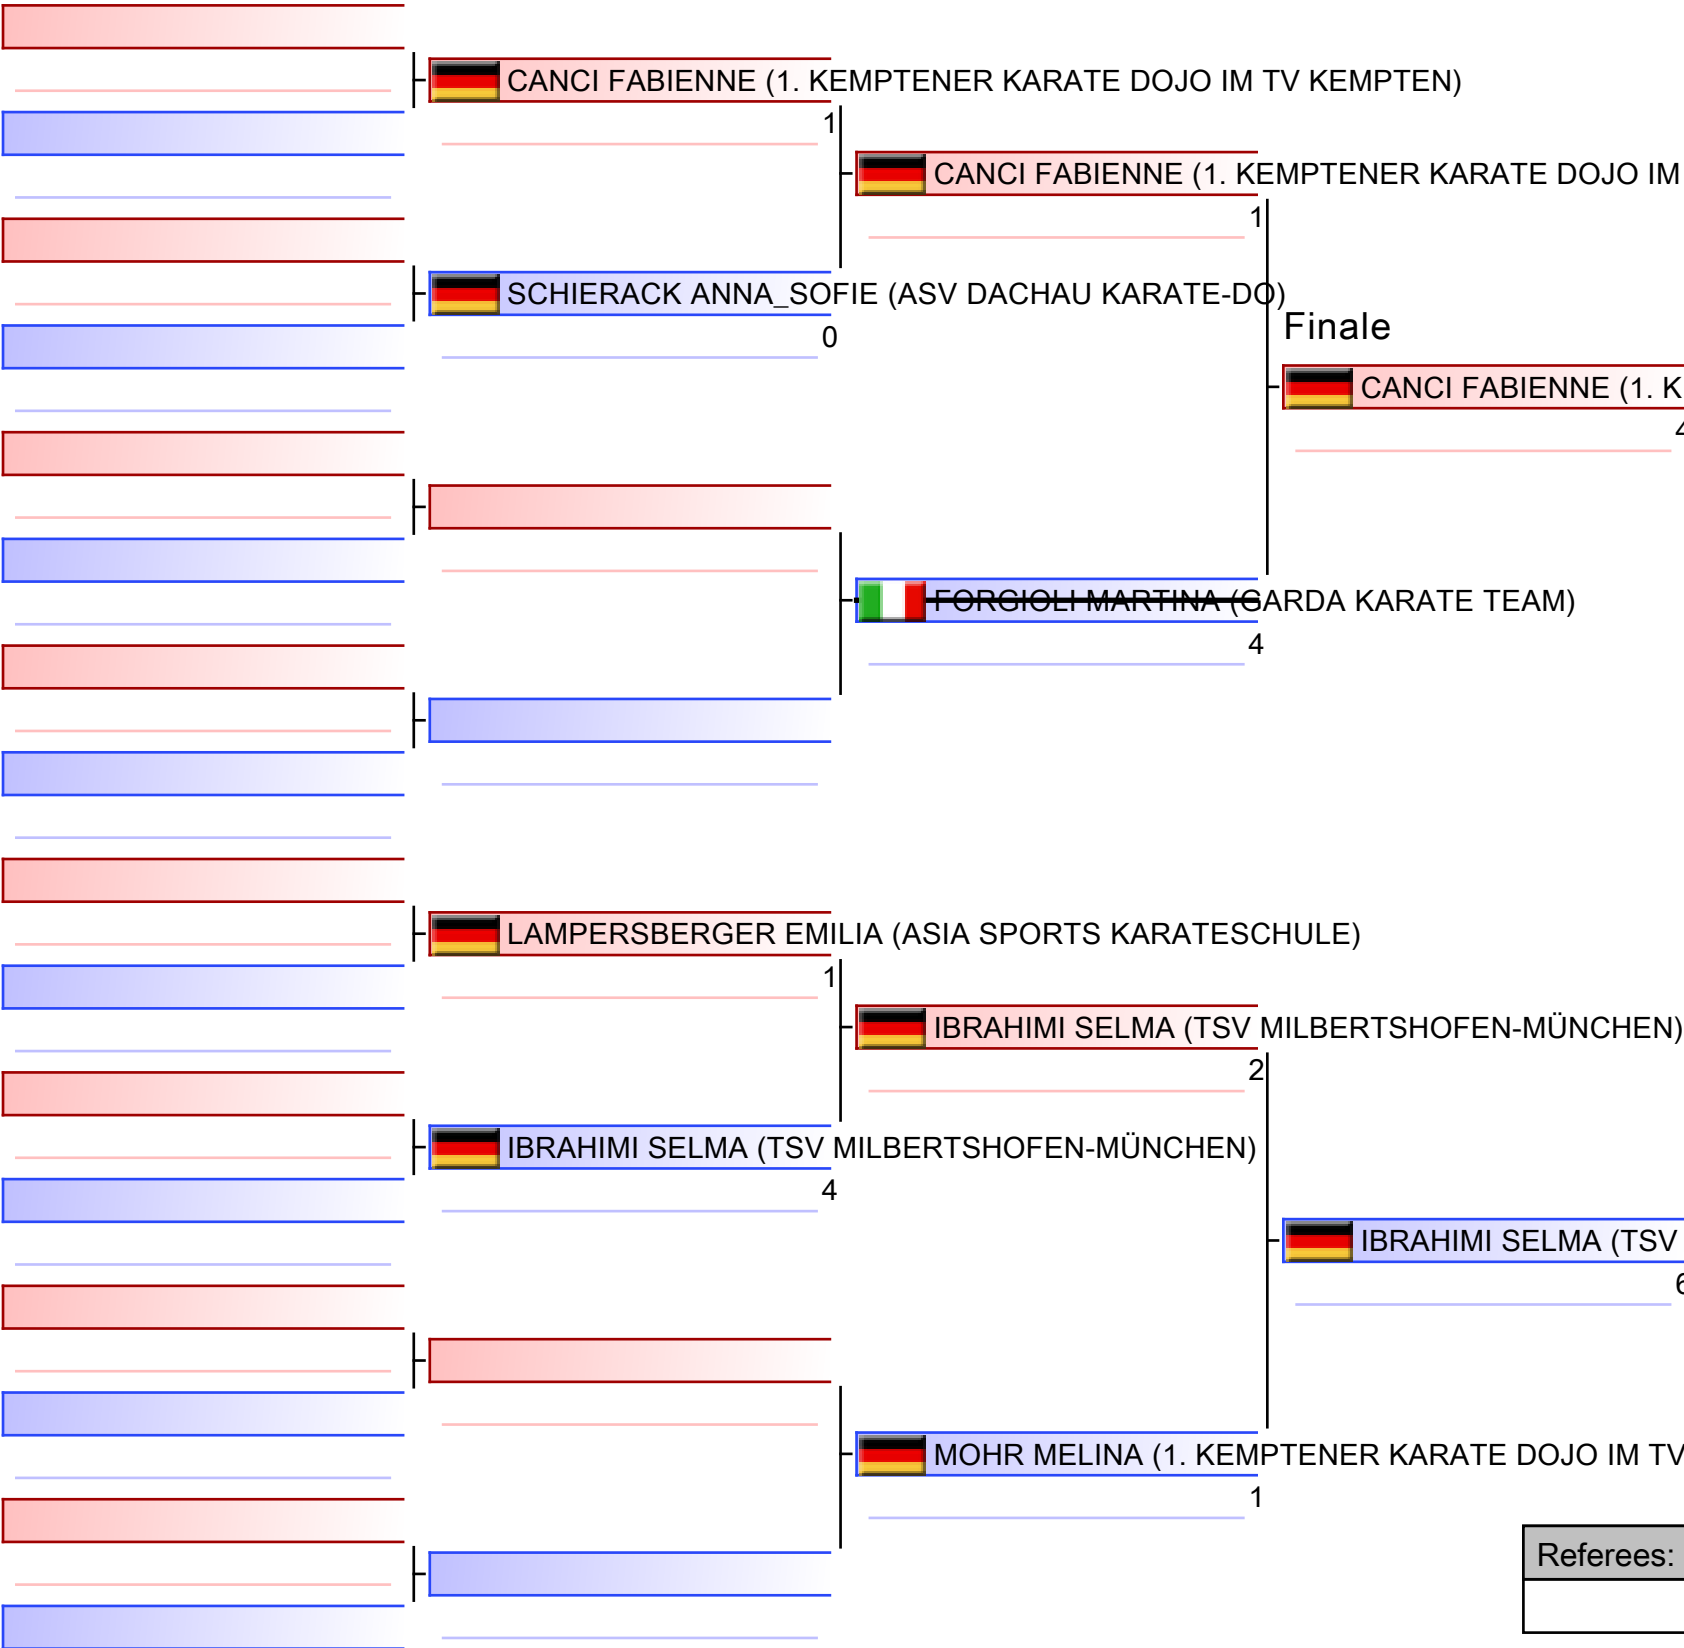 CANCI FABIENNE (1. KEMPTENER KARATE DOJO IM TV KEMPTEN)
1
CANCI FABIENNE (1. KEMPTENER KARATE DOJO IM
1
SCHIERACK ANNA_SOFIE (ASV DACHAU KARATE-DO)
0
Finale
CANCI FABIENNE (1. K
4
FORGIOLI MARTINA (GARDA KARATE TEAM)
4
LAMPERSBERGER EMILIA (ASIA SPORTS KARATESCHULE)
1
IBRAHIMI SELMA (TSV MILBERTSHOFEN-MÜNCHEN)
2
IBRAHIMI SELMA (TSV MILBERTSHOFEN-MÜNCHEN)
4
IBRAHIMI SELMA (TSV
6
MOHR MELINA (1. KEMPTENER KARATE DOJO IM TV
1
Referees: